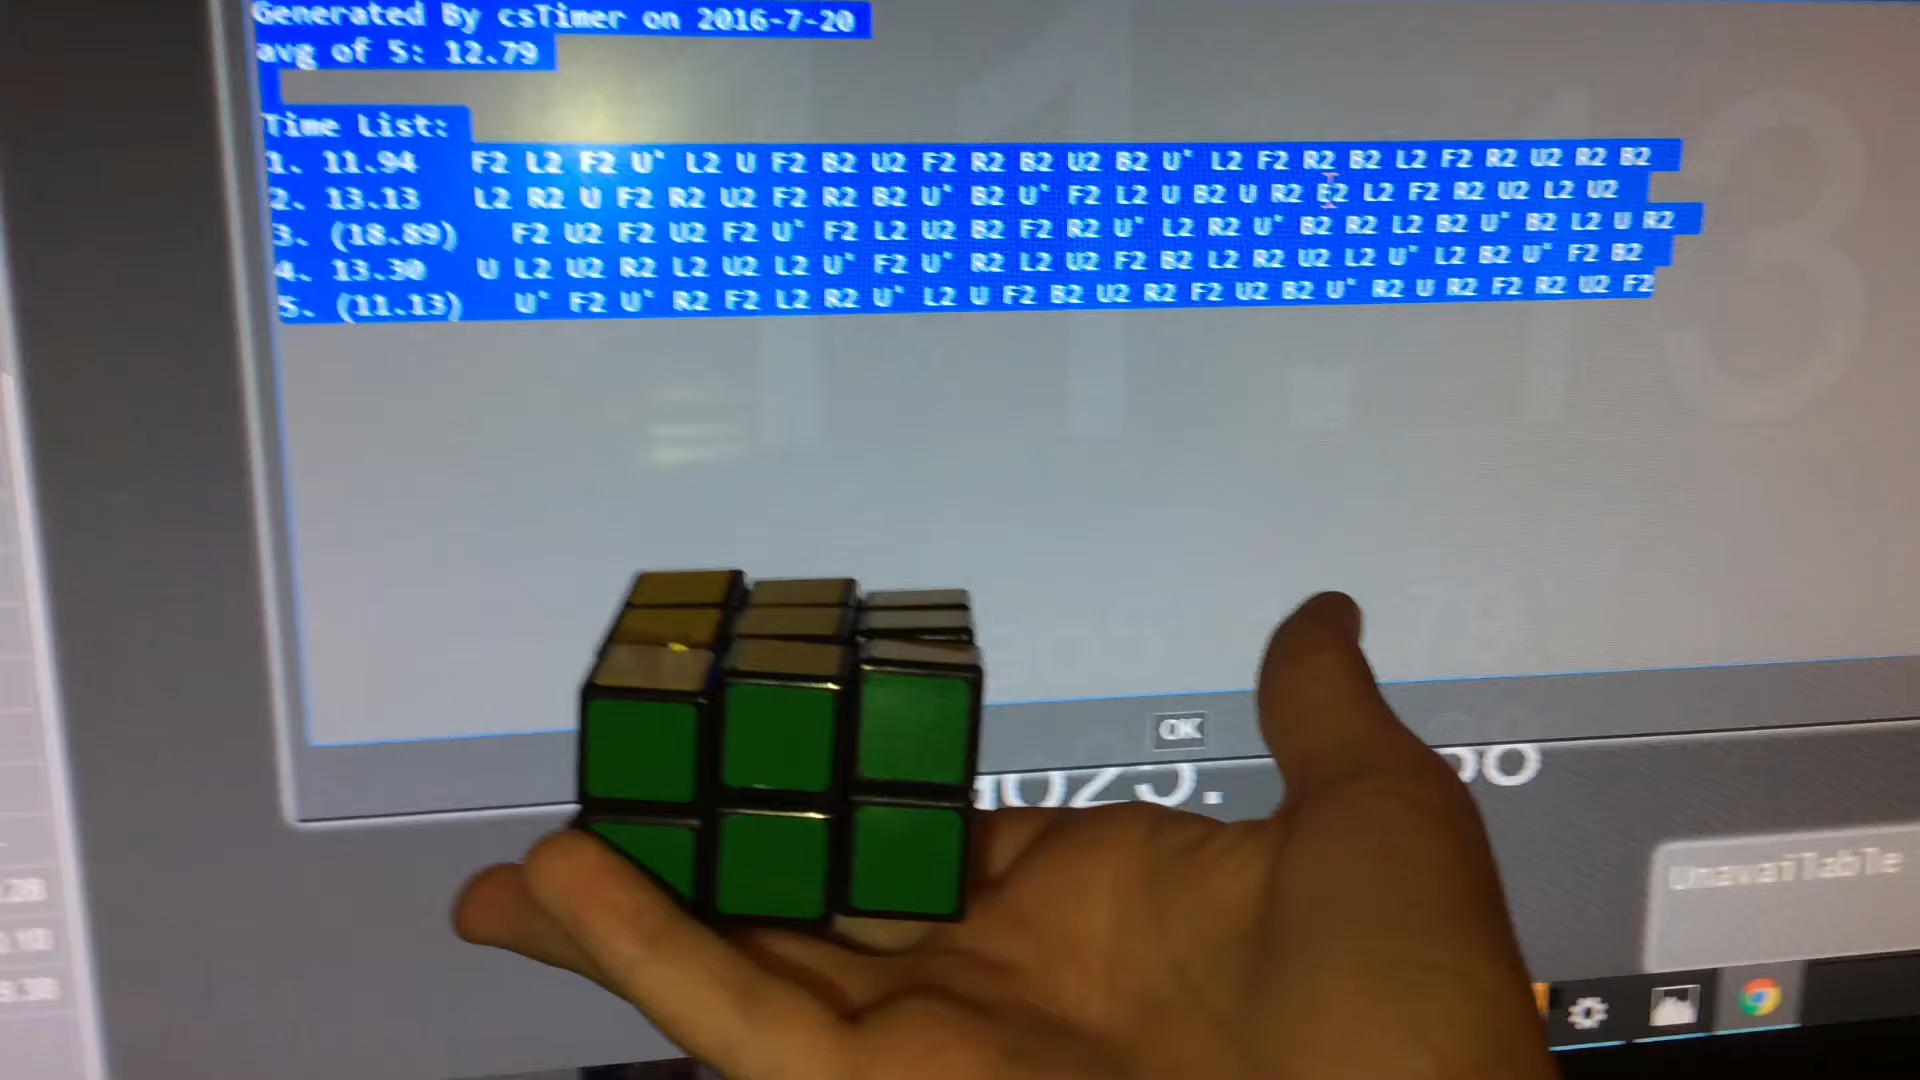 Generated By csTimer on 2016-7-20
avg of 5: 12.79
Time List:
1. 11.94 F2 L2 F2 U' L2 U F2 B2 U2 F2 R2 B2 U2 B2 U' L2 F2 R2 B2 L2 F2 R2 U2 R2 B2
2. 13.13 L2 R2 U F2 R2 U2 F2 R2 B2 U' B2 U' F2 L2 U B2 U R2 B2 L2 F2 R2 U2 L2 U2
3. (18.89) F2 U2 F2 U2 F2 U' F2 L2 U2 B2 F2 R2 U' L2 R2 U' B2 R2 L2 B2 U' B2 L2 U R2
4. 13.30 U L2 U2 R2 L2 U2 L2 U' F2 U' R2 L2 U2 F2 B2 L2 R2 U2 L2 U' L2 B2 U' F2 B2
5. (11.13) U' F2 U' R2 F2 L2 R2 U' L2 U F2 B2 U2 R2 F2 U2 B2 U' R2 U R2 F2 R2 U2 F2
OK
Unavailable